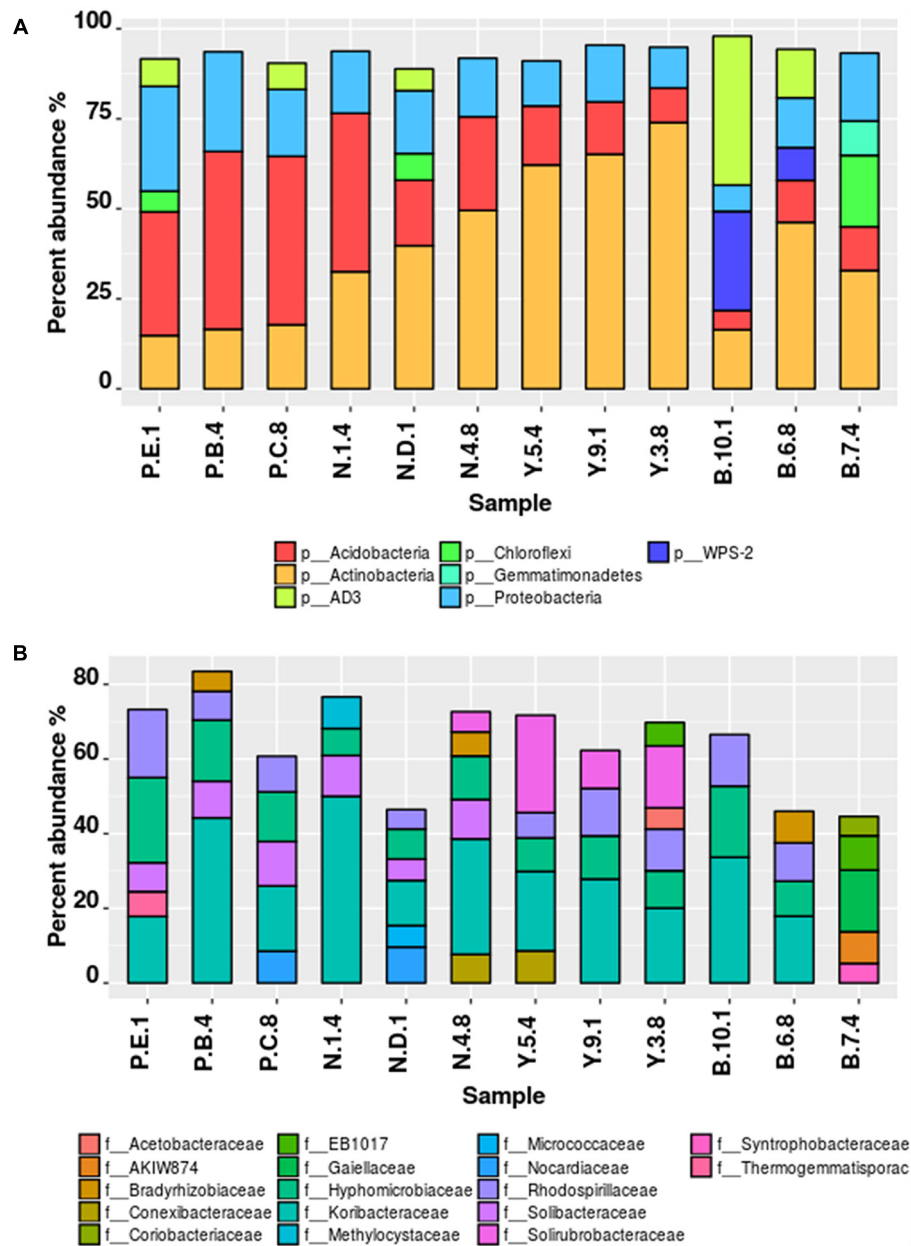 A
Percent abundance %
100
75
50
25
0
P.E.1 P.B.4 P.C.8 N.1.4 N.D.1 N.4.8 Y.5.4 Y.9.1 Y.3.8 B.10.1 B.6.8 B.7.4
Sample
p__Acidobacteria p__Chloroflexi p__WPS-2
p__Actinobacteria p__Gemmatimonadetes
p__AD3 p__Proteobacteria
B
Percent abundance %
80
60
40
20
0
P.E.1 P.B.4 P.C.8 N.1.4 N.D.1 N.4.8 Y.5.4 Y.9.1 Y.3.8 B.10.1 B.6.8 B.7.4
Sample
f__Acetobacteraceae f__EB1017 f__Micrococcaceae f__Syntrophobacteraceae
f__AKIW874 f__Gaiellaceae f__Nocardiaceae f__Thermogemmatisporac
f__Bradyrhizobiaceae f__Hyphomicrobiaceae f__Rhodospirillaceae
f__Conexibacteraceae f__Koribacteraceae f__Solibacteraceae
f__Coriobacteriaceae f__Methylocystaceae f__Solirubrobacteraceae